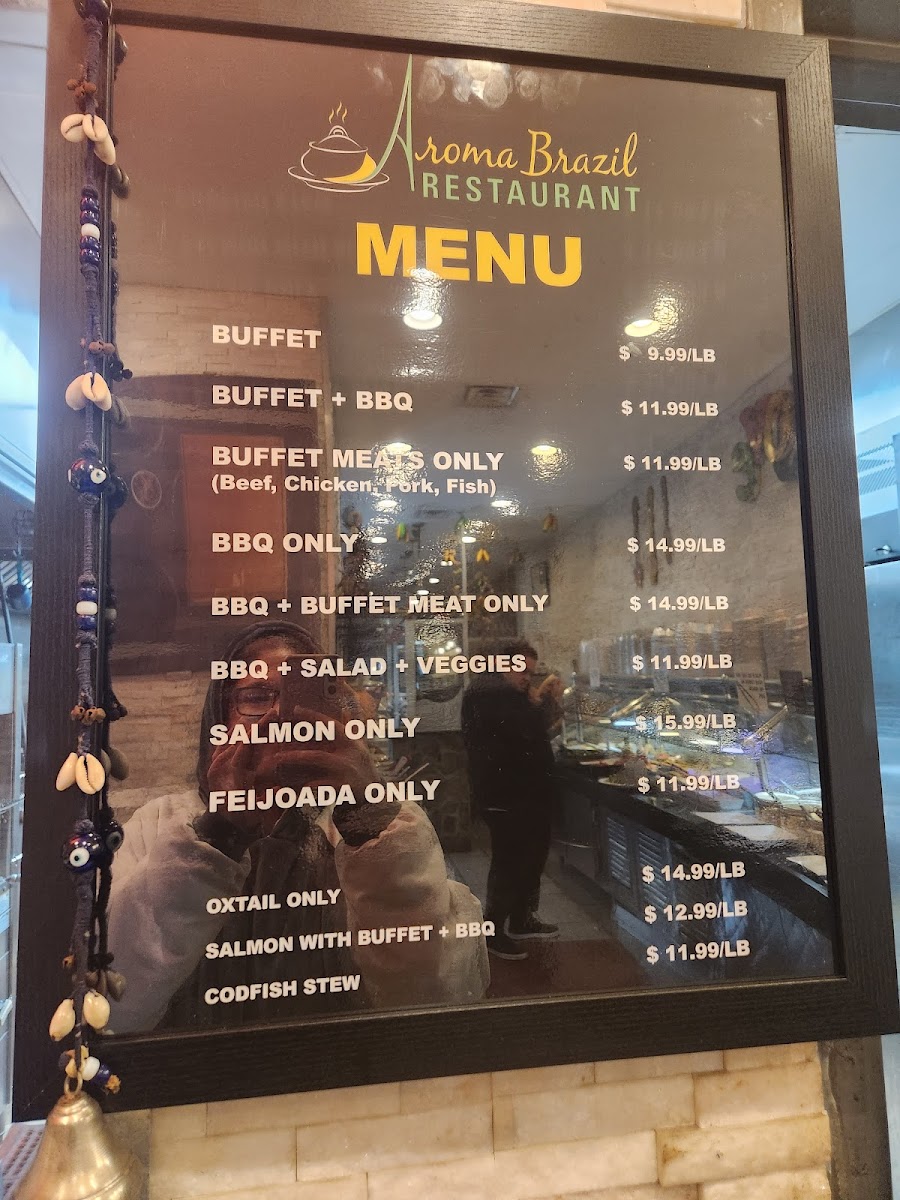 Aroma Brazil
RESTAURANT
MENU
BUFFET $ 9.99/LB
BUFFET + BBQ $ 11.99/LB
BUFFET MEATS ONLY $ 11.99/LB
(Beef, Chicken, Pork, Fish)
BBQ ONLY $ 14.99/LB
BBQ + BUFFET MEAT ONLY $ 14.99/LB
BBQ + SALAD + VEGGIES $ 11.99/LB
SALMON ONLY $ 15.99/LB
FEIJOADA ONLY $ 11.99/LB
OXTAIL ONLY $ 14.99/LB
SALMON WITH BUFFET + BBQ $ 12.99/LB
CODFISH STEW $ 11.99/LB